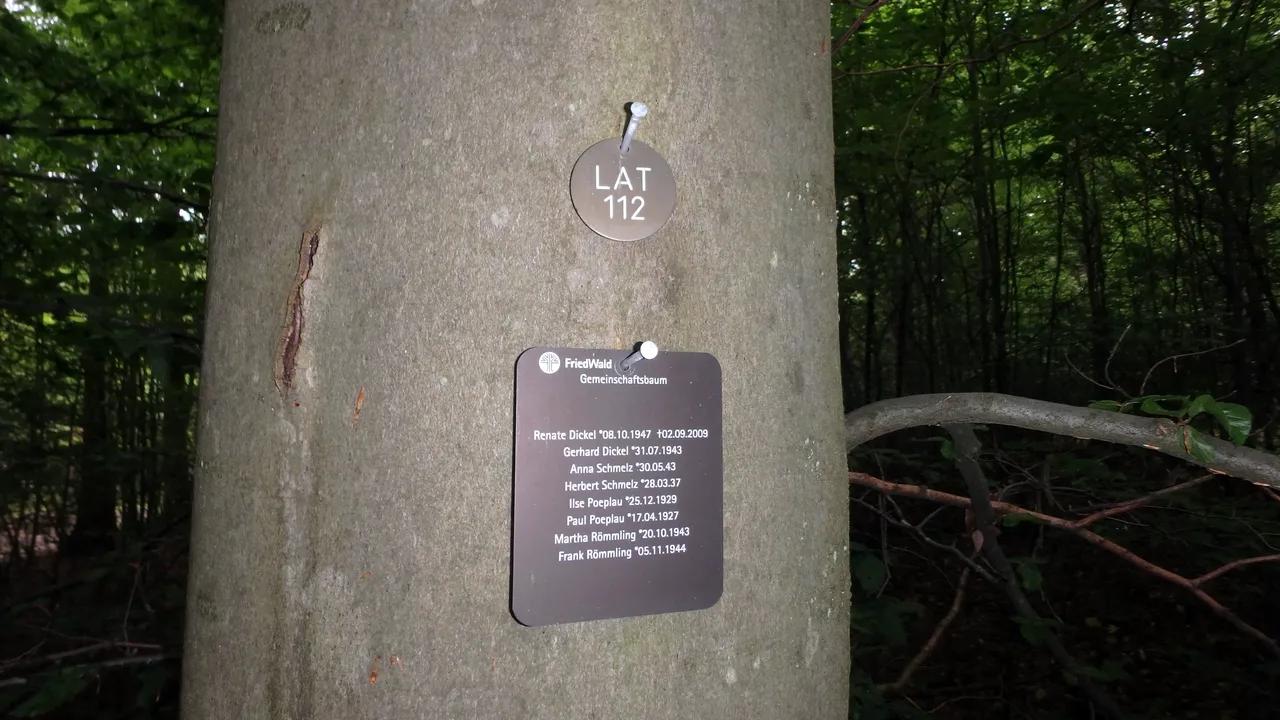 LAT
112
FriedWald
Gemeinschaftsbaum
Renate Dickel *08.10.1947 †02.09.2009
Gerhard Dickel *31.07.1943
Anna Schmelz *30.05.43
Herbert Schmelz *28.03.37
Ilse Poeplau *25.12.1929
Paul Poeplau *17.04.1927
Martha Römmling *20.10.1943
Frank Römmling *05.11.1944